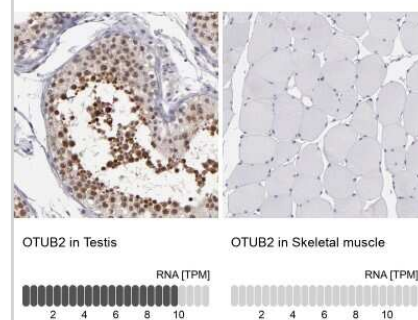 OTUB2 in Testis
RNA [TPM]
2 4 6 8 10
OTUB2 in Skeletal muscle
RNA [TPM]
2 4 6 8 10